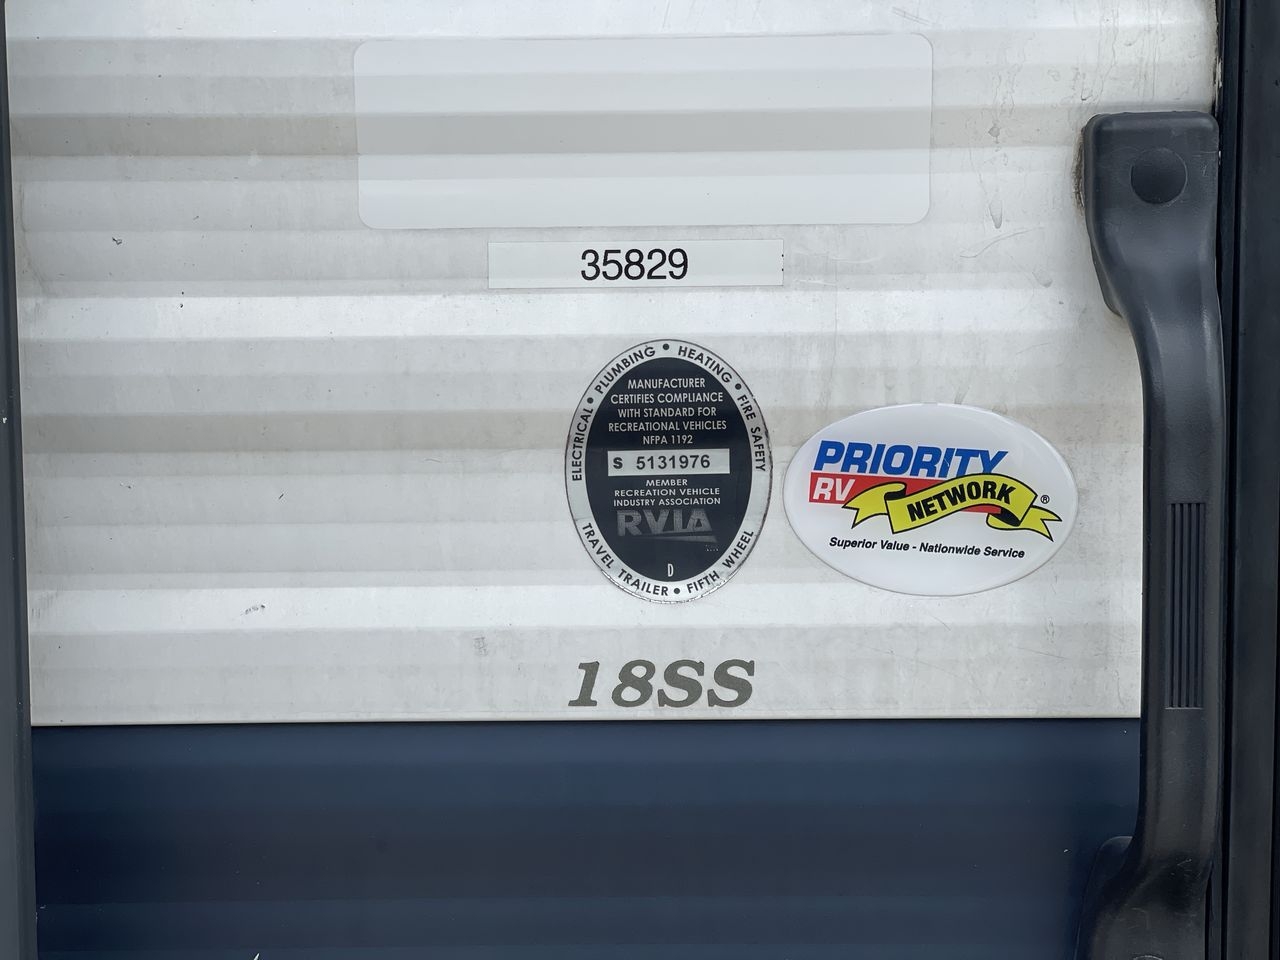 35829
ELECTRICAL • PLUMBING • HEATING • FIRE SAFETY
MANUFACTURER
CERTIFIES COMPLIANCE
WITH STANDARD FOR
RECREATIONAL VEHICLES
NFPA 1192
S 5131976
MEMBER
RECREATION VEHICLE
INDUSTRY ASSOCIATION
RVIA
D
TRAVEL TRAILER • FIFTH WHEEL
PRIORITY
RV NETWORK ®
Superior Value - Nationwide Service
18SS